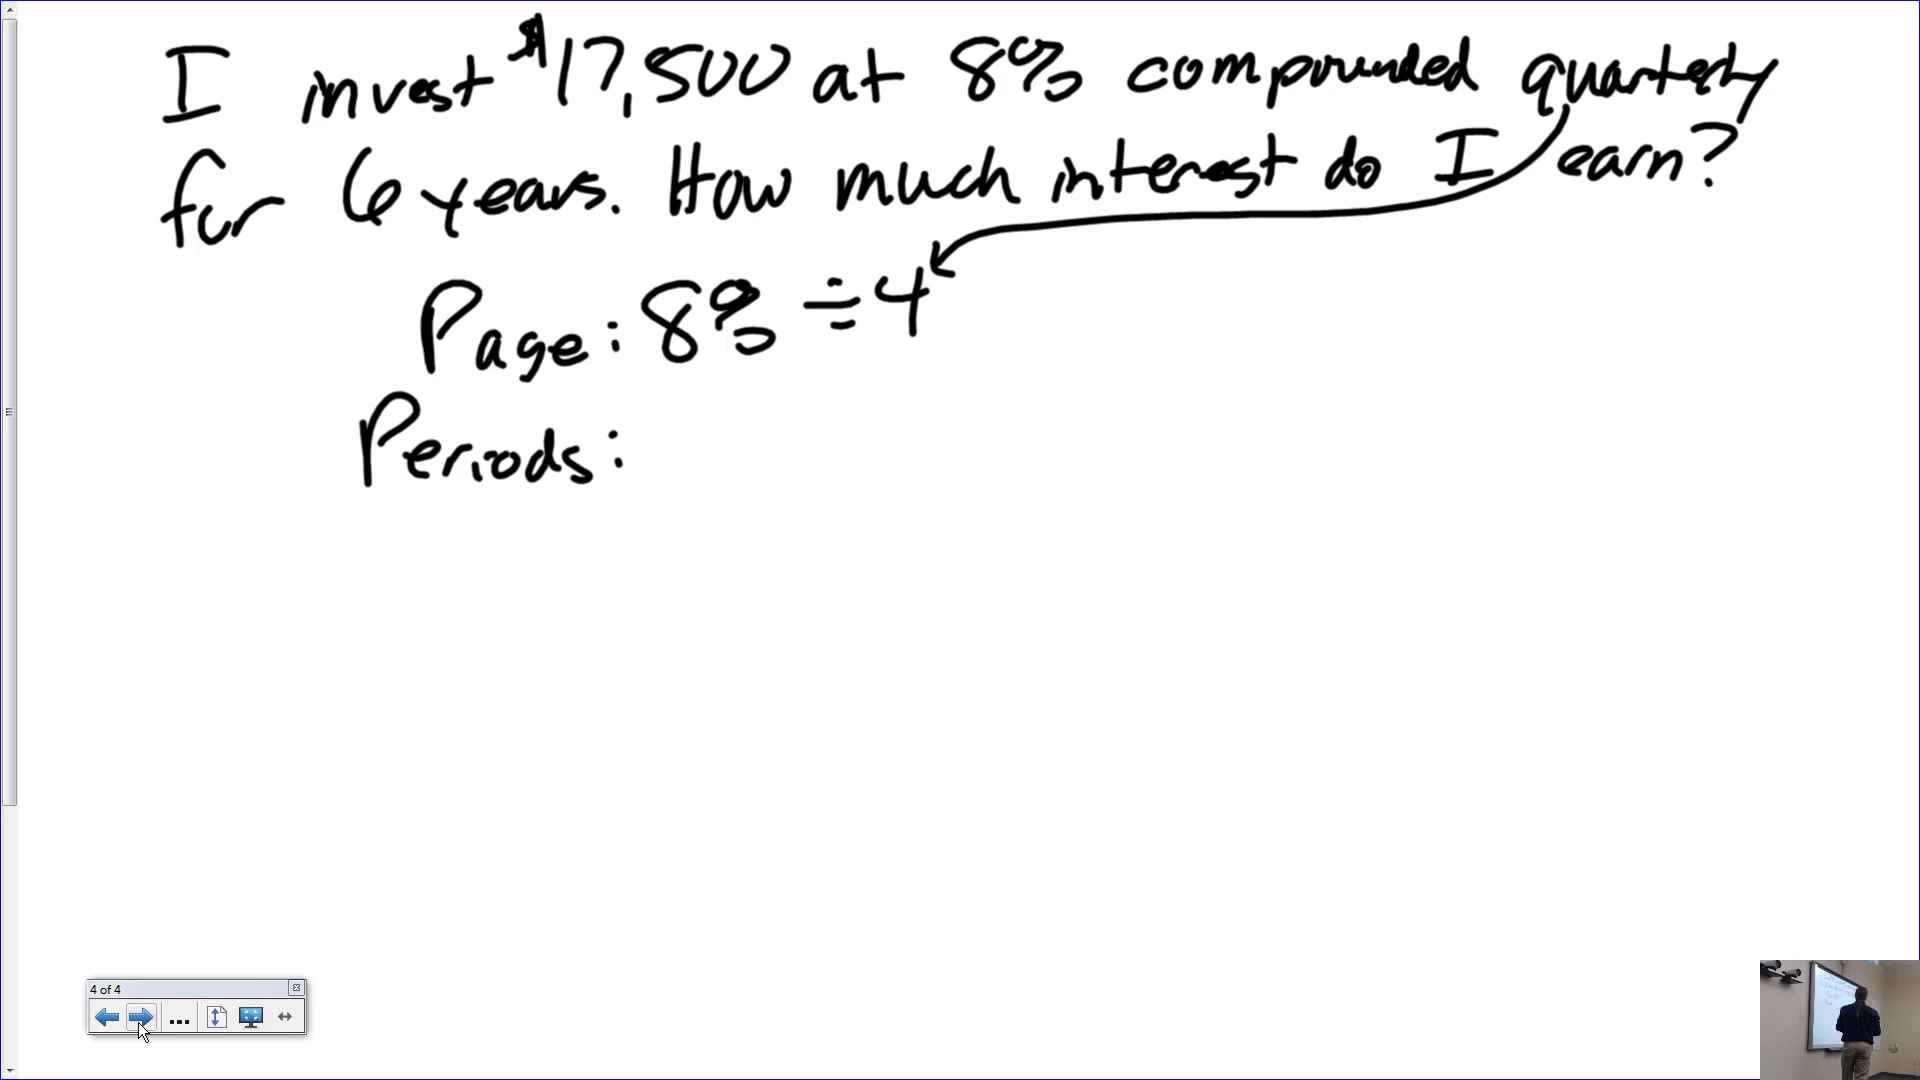 I invest $17,500 at 8% compounded quarterly
for 6 years. How much interest do I earn?
Page: 8% ÷ 4
Periods:
4 of 4